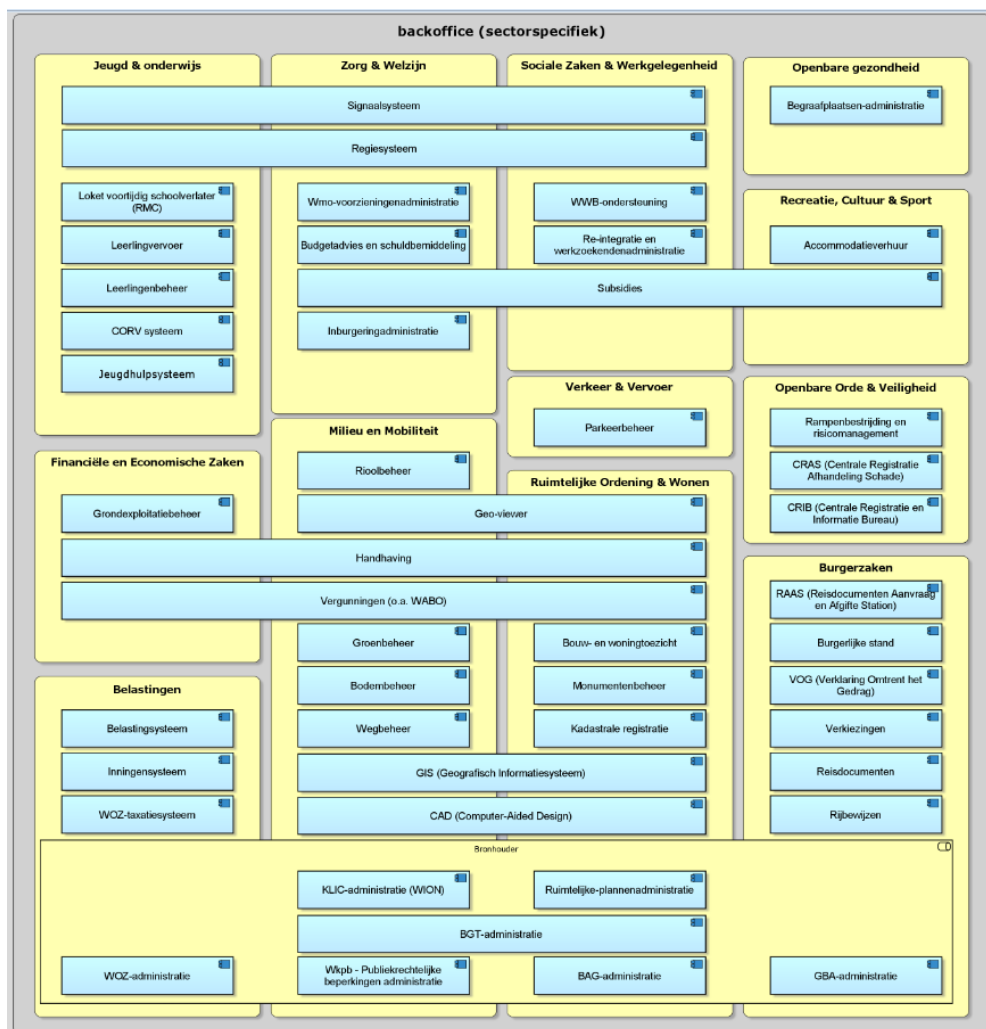 backoffice (sectorspecifiek)
Jeugd & onderwijs
Zorg & Welzijn
Sociale Zaken & Werkgelegenheid
Openbare gezondheid
Signaalsysteem
Begraafplaatsen-administratie
Regiesysteem
Loket voortijdig schoolverlater
(RMC)
Wmo-voorzieningenadministratie
WWB-ondersteuning
Recreatie, Cultuur & Sport
Leerlingvervoer
Budgetadvies en schuldbemiddeling
Re-integratie en
werkzoekendenadministratie
Accommodatieverhuur
Leerlingenbeheer
Subsidies
CORV systeem
Inburgeringadministratie
Jeugdhulpsysteem
Verkeer & Vervoer
Openbare Orde & Veiligheid
Parkeerbeheer
Rampenbestrijding en
risicomanagement
Milieu en Mobiliteit
Financiële en Economische Zaken
Rioolbeheer
Ruimtelijke Ordening & Wonen
CRAS (Centrale Registratie
Afhandeling Schade)
Grondexploitatiebeheer
Geo-viewer
CRIB (Centrale Registratie en
Informatie Bureau)
Handhaving
Burgerzaken
Vergunningen (o.a. WABO)
RAAS (Reisdocumenten Aanvraag
en Afgifte Station)
Groenbeheer
Bouw- en woningtoezicht
Burgerlijke stand
Belastingen
Bodembeheer
Monumentenbeheer
VOG (Verklaring Omtrent het
Gedrag)
Belastingsysteem
Wegbeheer
Kadastrale registratie
Verkiezingen
Inningensysteem
GIS (Geografisch Informatiesysteem)
Reisdocumenten
WOZ-taxatiesysteem
CAD (Computer-Aided Design)
Rijbewijzen
Bronhouder
KLIC-administratie (WION)
Ruimtelijke-plannenadministratie
BGT-administratie
WOZ-administratie
Wkpb - Publiekrechtelijke
beperkingen administratie
BAG-administratie
GBA-administratie